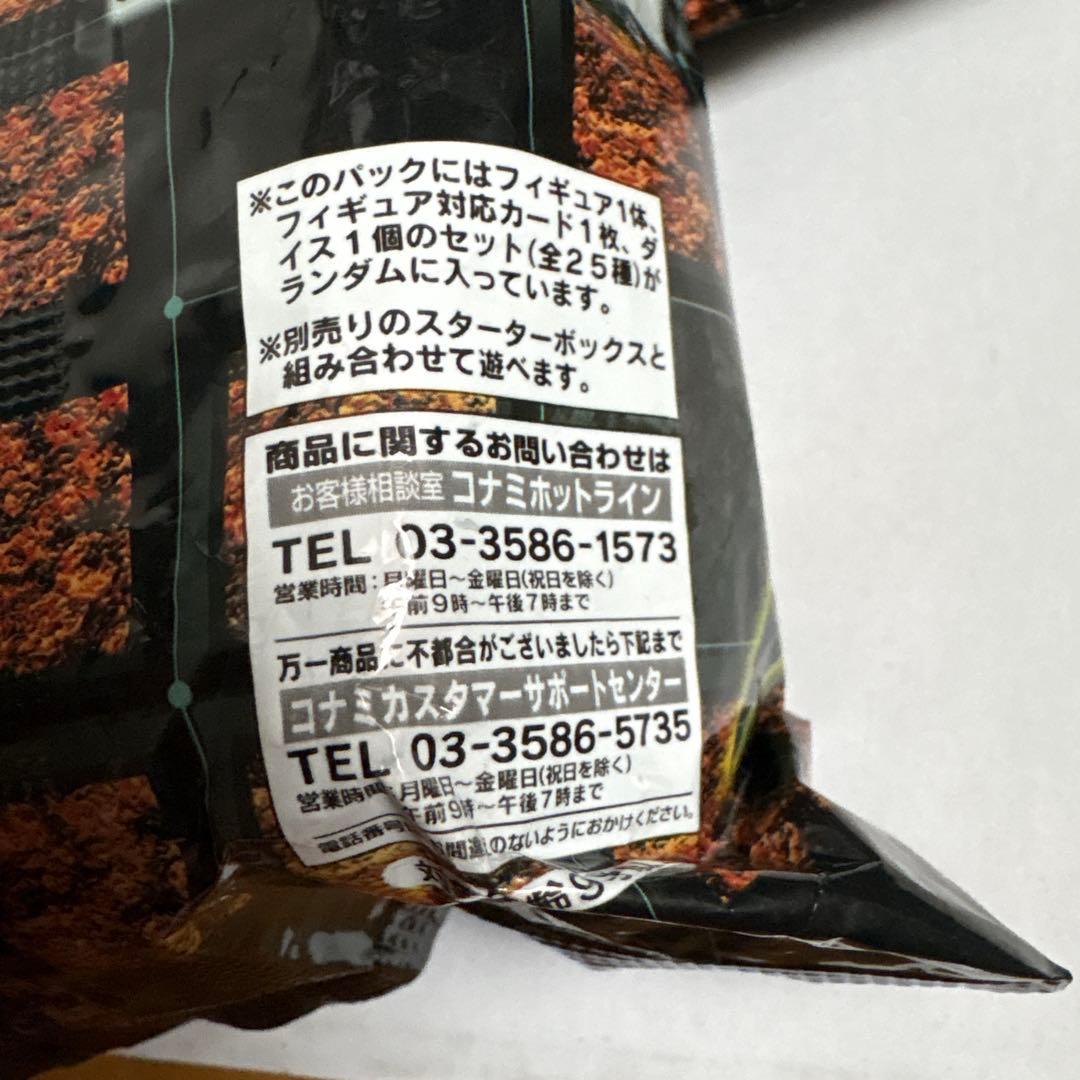 ※このパックにはフィギュア1体、
フィギュア対応カード1枚、ダ
イス1個のセット(全25種)が
ランダムに入っています。
※別売りのスターターボックスと
組み合わせて遊べます。
商品に関するお問い合わせは
お客様相談室 コナミホットライン
TEL 03-3586-1573
営業時間：月曜日～金曜日(祝日を除く)
午前9時～午後7時まで
万一商品に不都合がございましたら下記まで
コナミカスタマーサポートセンター
TEL 03-3586-5735
営業時間：月曜日～金曜日(祝日を除く)
午前9時～午後7時まで
電話番号 間違のないようにおかけください。
齢9